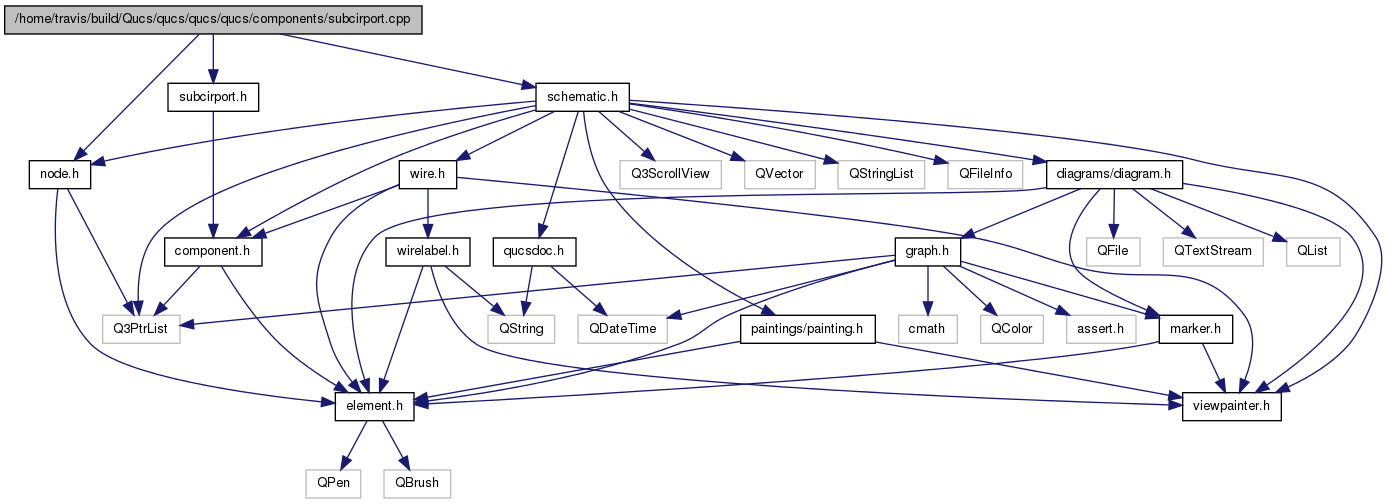 /home/travis/build/Qucs/qucs/qucs/qucs/components/subcirport.cpp
subcirport.h
schematic.h
node.h
wire.h
Q3ScrollView
QVector
QStringList
QFileInfo
diagrams/diagram.h
component.h
wirelabel.h
qucsdoc.h
graph.h
QFile
QTextStream
QList
Q3PtrList
QString
QDateTime
paintings/painting.h
cmath
QColor
assert.h
marker.h
element.h
viewpainter.h
QPen
QBrush